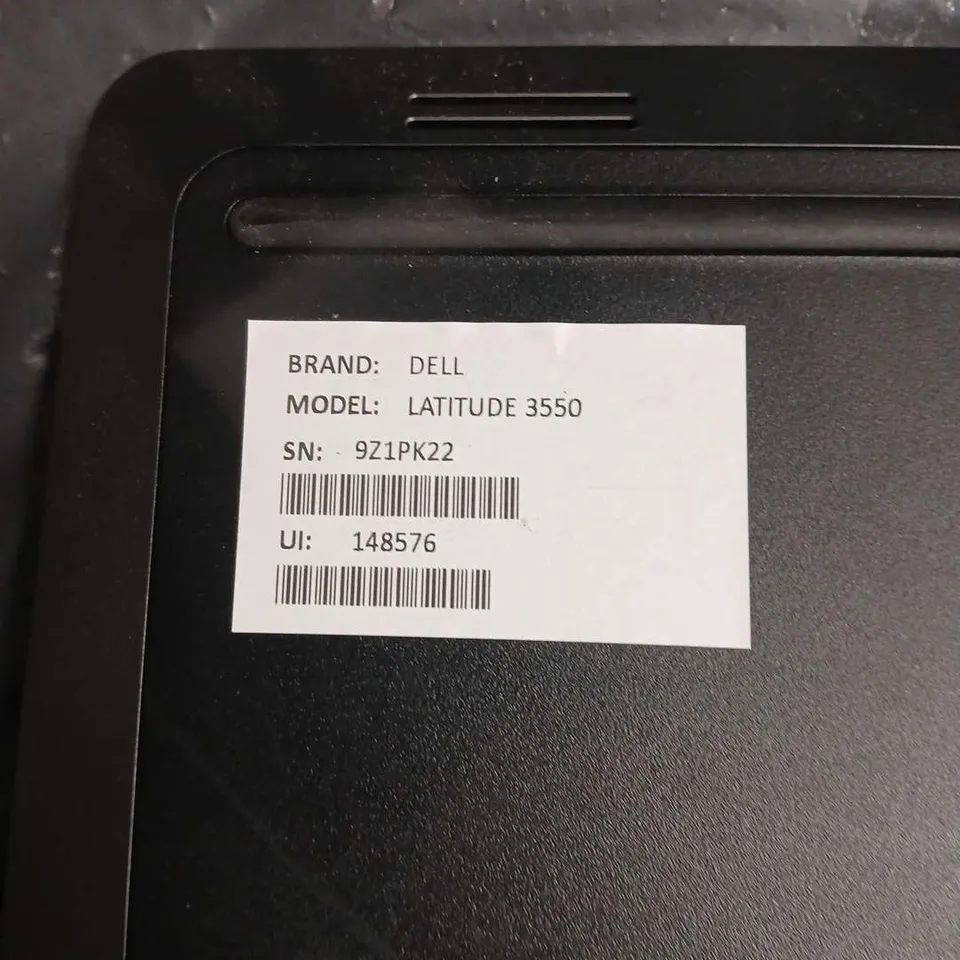 BRAND: DELL
MODEL: LATITUDE 3550
SN: 9Z1PK22
UI: 148576